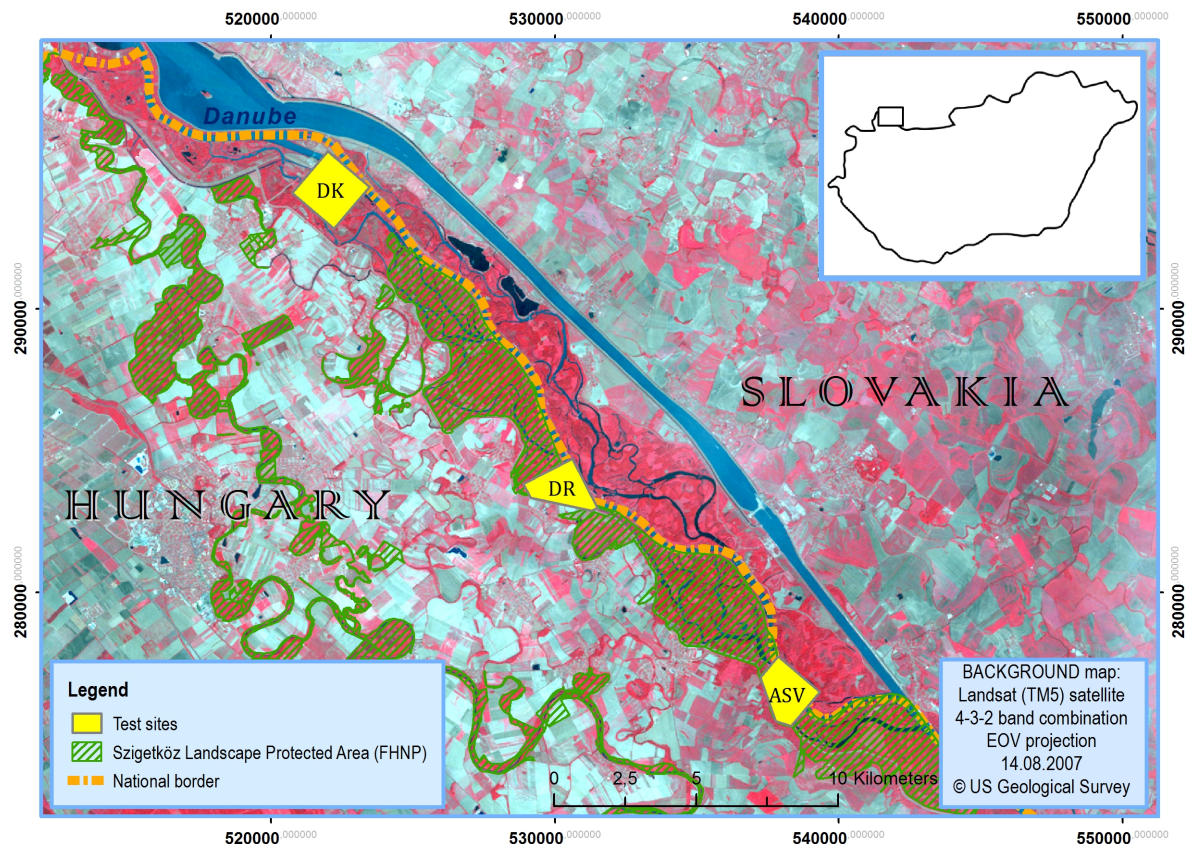 520000.000000
530000.000000
540000.000000
550000.000000
Danube
DK
290000.000000
290000.000000
SLOVAKIA
HUNGARY
DR
280000.000000
280000.000000
ASV
Legend
Test sites
Szigetköz Landscape Protected Area (FHNP)
National border
0 2.5 5 10 Kilometers
BACKGROUND map:
Landsat (TM5) satellite
4-3-2 band combination
EOV projection
14.08.2007
© US Geological Survey
520000.000000
530000.000000
540000.000000
550000.000000